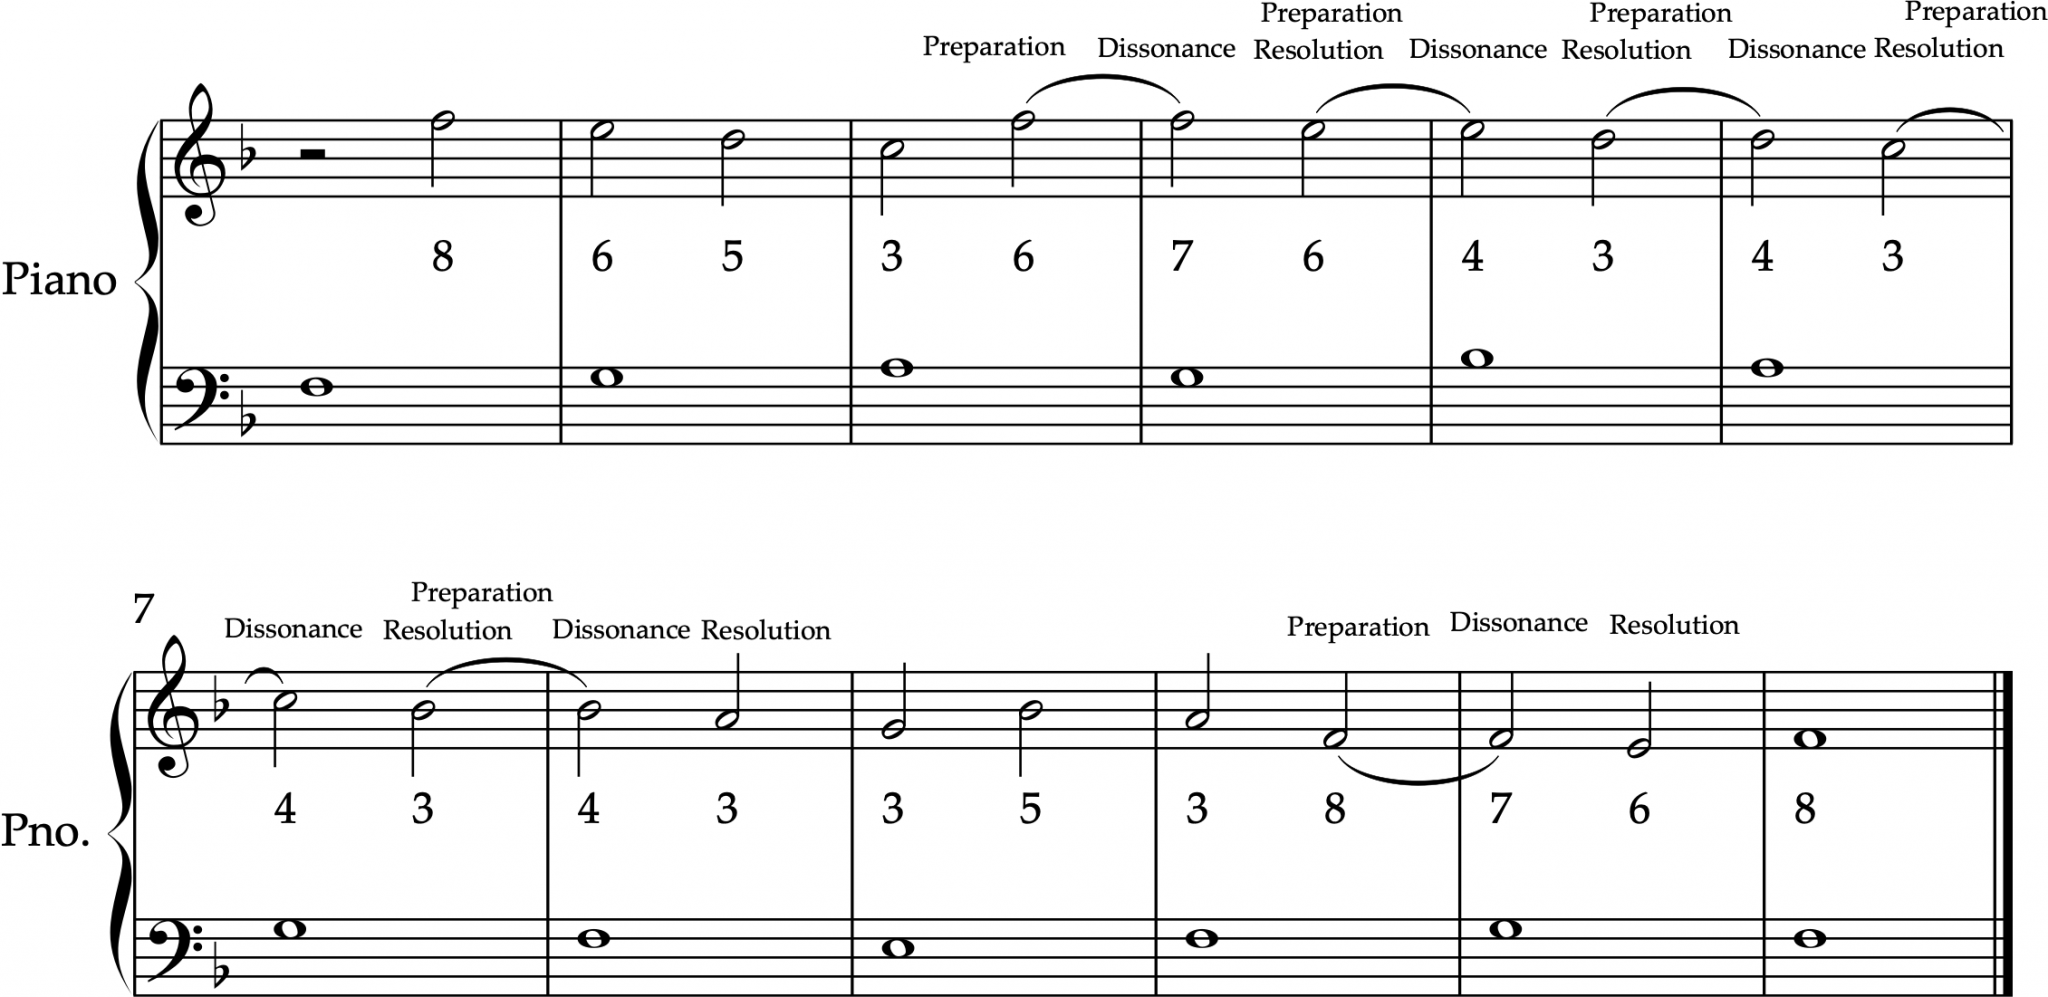 Preparation Preparation Preparation
Preparation Dissonance Resolution Dissonance Resolution Dissonance Resolution
8 6 5 3 6 7 6 4 3 4 3
Piano
7
Preparation
Dissonance Resolution Dissonance Resolution Preparation Dissonance Resolution
4 3 4 3 3 5 3 8 7 6 8
Pno.